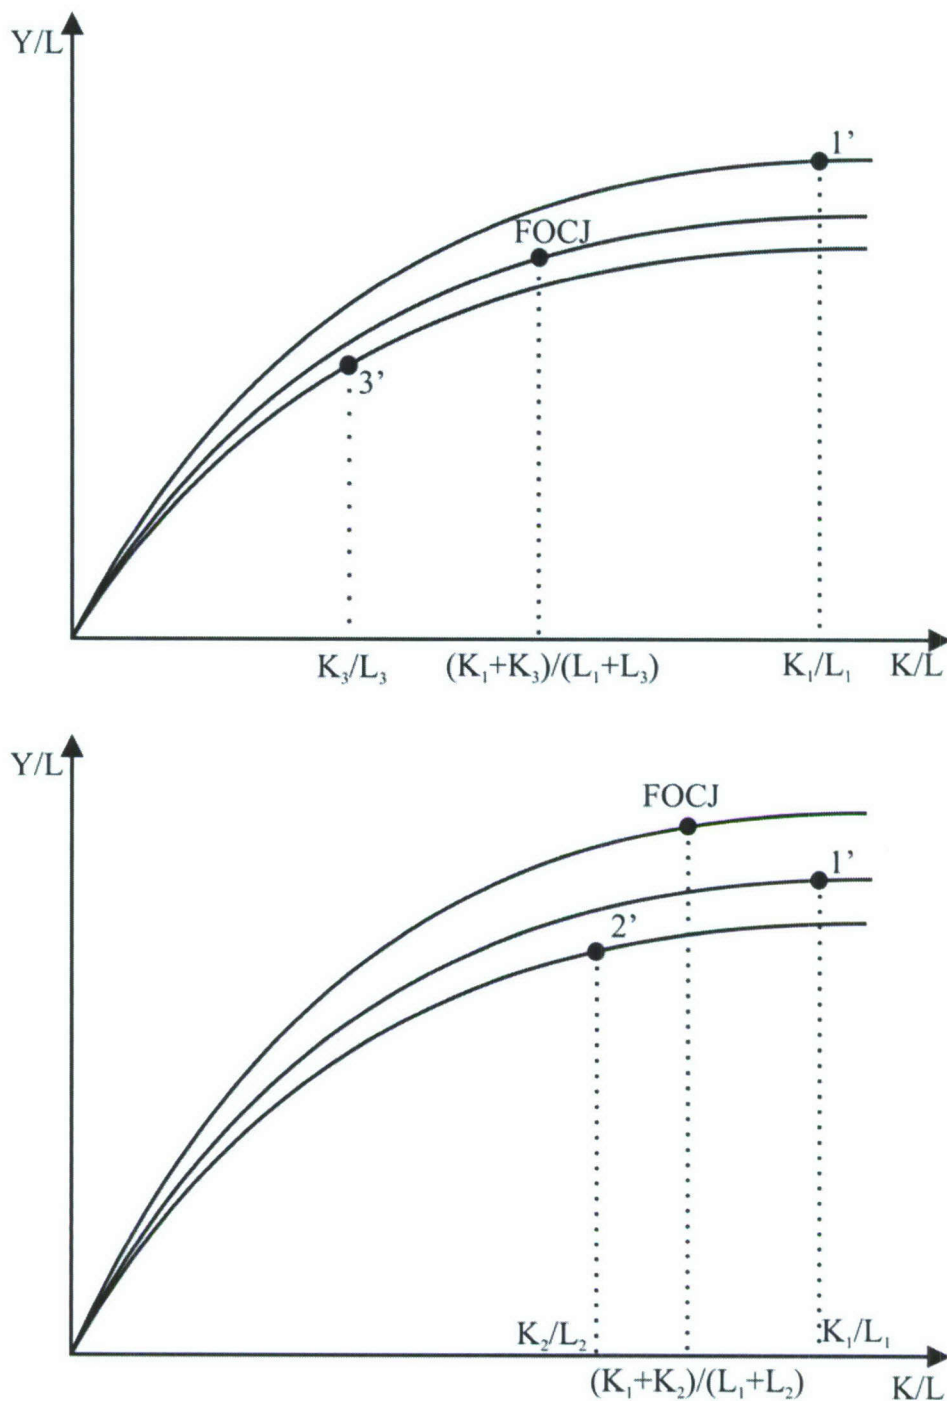 Y/L
1’
FOCJ
3’
K₃/L₃ (K₁+K₃)/(L₁+L₃) K₁/L₁ K/L
Y/L
FOCJ
1’
2’
K₂/L₂ K₁/L₁
(K₁+K₂)/(L₁+L₂) K/L